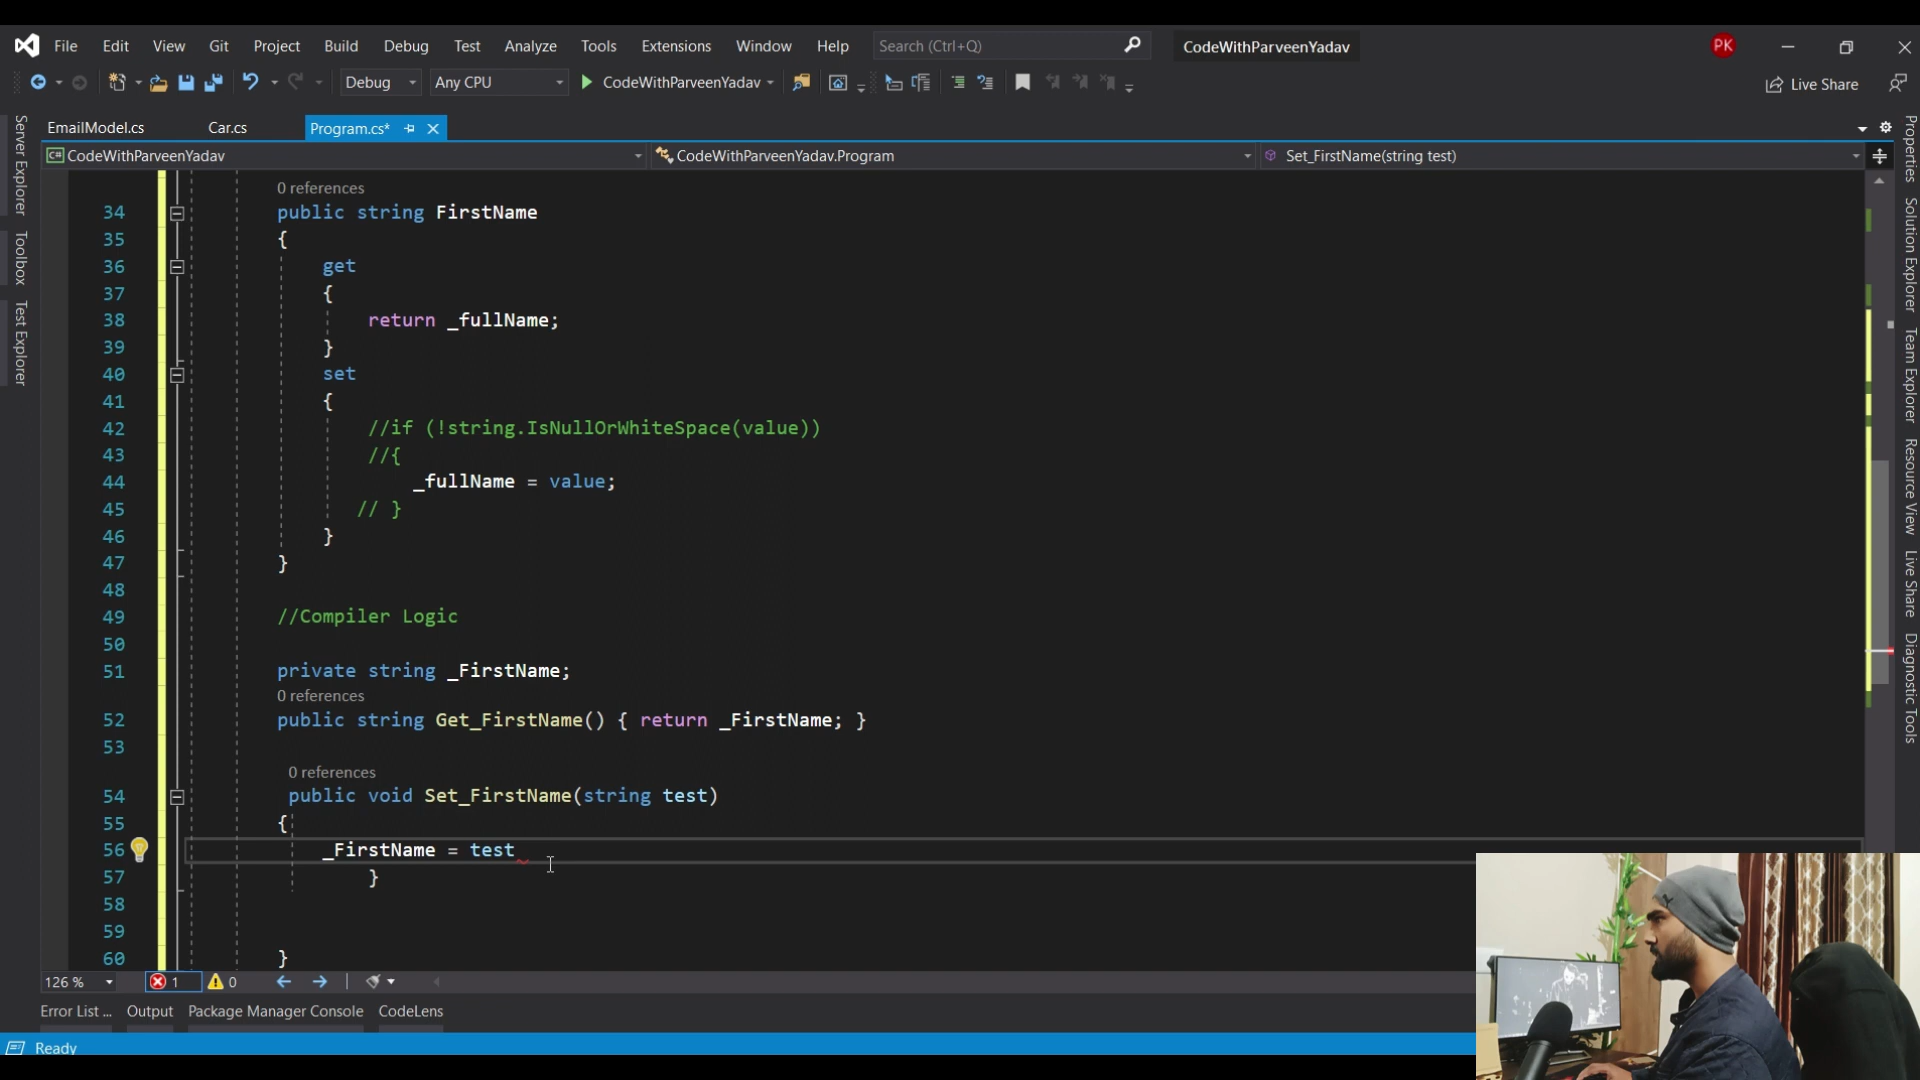 File Edit View Git Project Build Debug Test Analyze Tools Extensions Window Help Search (Ctrl+Q) CodeWithParveenYadav PK
Debug Any CPU CodeWithParveenYadav Live Share
EmailModel.cs Car.cs Program.cs*
C# CodeWithParveenYadav CodeWithParveenYadav.Program Set_FirstName(string test)
Server Explorer
Toolbox
Test Explorer
0 references
34 public string FirstName
35 {
36 get
37 {
38 return _fullName;
39 }
40 set
41 {
42 //if (!string.IsNullOrWhiteSpace(value))
43 //{
44 _fullName = value;
45 // }
46 }
47 }
48
49 //Compiler Logic
50
51 private string _FirstName;
0 references
52 public string Get_FirstName() { return _FirstName; }
53
0 references
54 public void Set_FirstName(string test)
55 {
56 _FirstName = test
57 }
58
59
60 }
Properties
Solution Explorer
Team Explorer
Resource View
Live Share
Diagnostic Tools
126 % 1 0
Error List ... Output Package Manager Console CodeLens
Ready